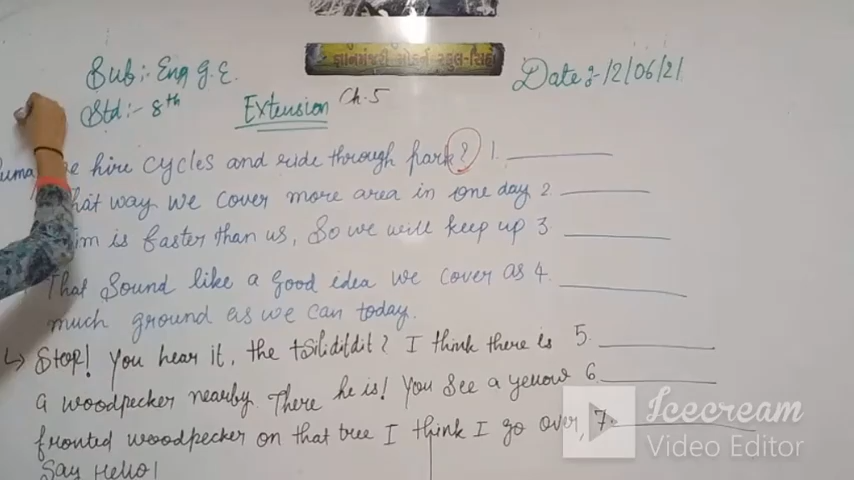 જ્ઞાનમંજરી મોડર્ન સ્કુલ-સિહોર
Sub:- Eng g.E.
Date:- 12/06/21
Std:- 8th
Extension
Ch.5
hire cycles and ride through park? 1.
way we cover more area in one day 2.
is faster than us, So we will keep up 3
That Sound like a good idea we cover as 4.
much ground as we can today.
↳ Stop! You hear it, the tsiliditdit? I think there is 5.
a woodpecker nearby. There he is! You See a yellow 6.
fronted woodpecker on that tree I think I go over, 7.
Say Hello!
Icecream
Video Editor